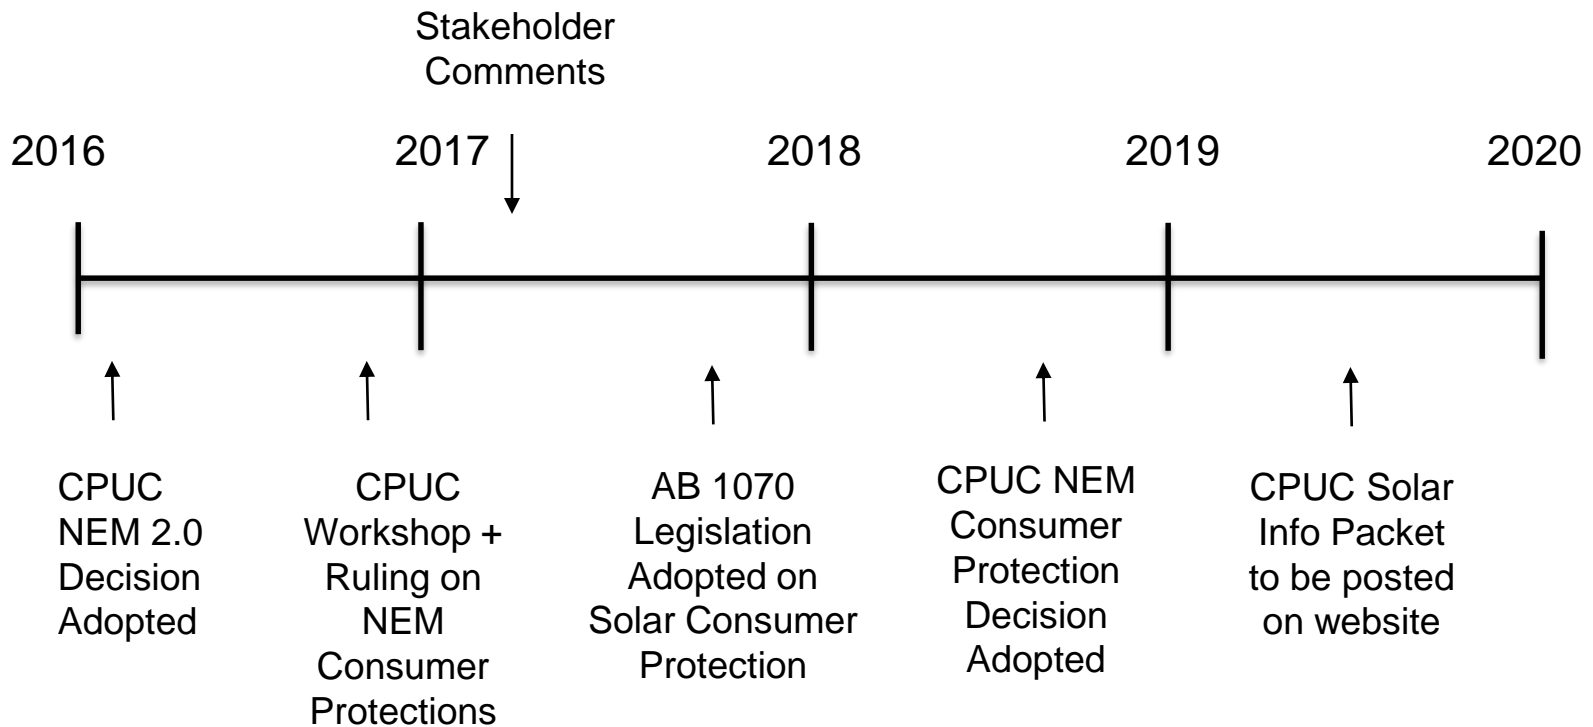 Stakeholder
Comments
2016
2017
2018
2019
2020
CPUC
NEM 2.0
Decision
Adopted
CPUC
Workshop +
Ruling on
NEM
Consumer
Protections
AB 1070
Legislation
Adopted on
Solar Consumer
Protection
CPUC NEM
Consumer
Protection
Decision
Adopted
CPUC Solar
Info Packet
to be posted
on website